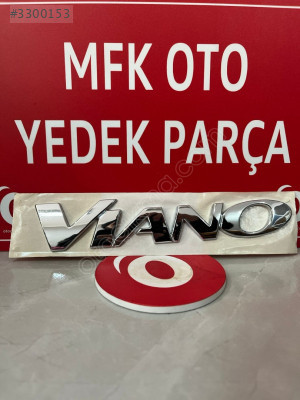 #3300153
MFK OTO
YEDEK PARÇA
VIANO